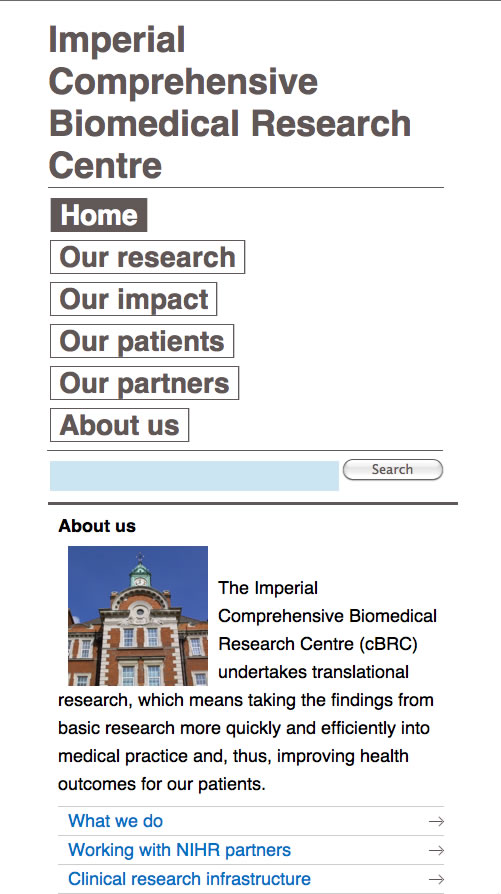 Imperial
Comprehensive
Biomedical Research
Centre
Home
Our research
Our impact
Our patients
Our partners
About us
Search
About us
The Imperial
Comprehensive Biomedical
Research Centre (cBRC)
undertakes translational
research, which means taking the findings from
basic research more quickly and efficiently into
medical practice and, thus, improving health
outcomes for our patients.
What we do
Working with NIHR partners
Clinical research infrastructure